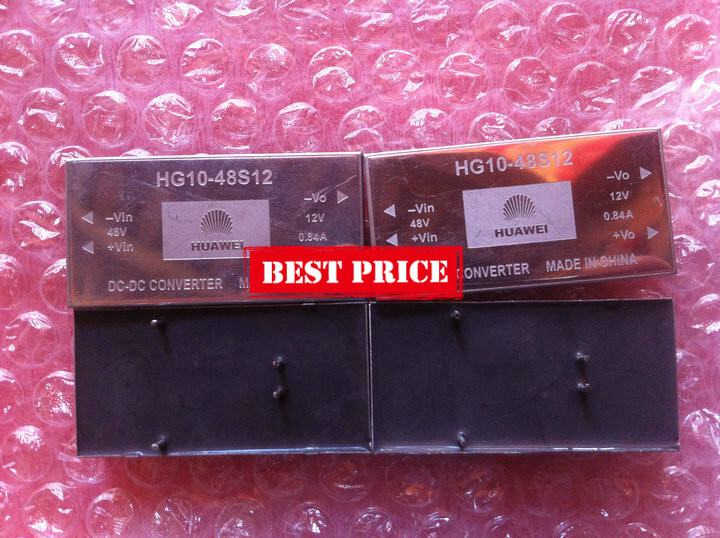 HG10-48S12
–Vin
48V
+Vin
HUAWEI
–Vo
12V
0.84A
DC-DC CONVERTER M
HG10-48S12
–Vin
48V
+Vin
HUAWEI
–Vo
12V
0.84A
+Vo
CONVERTER MADE IN CHINA
BEST PRICE